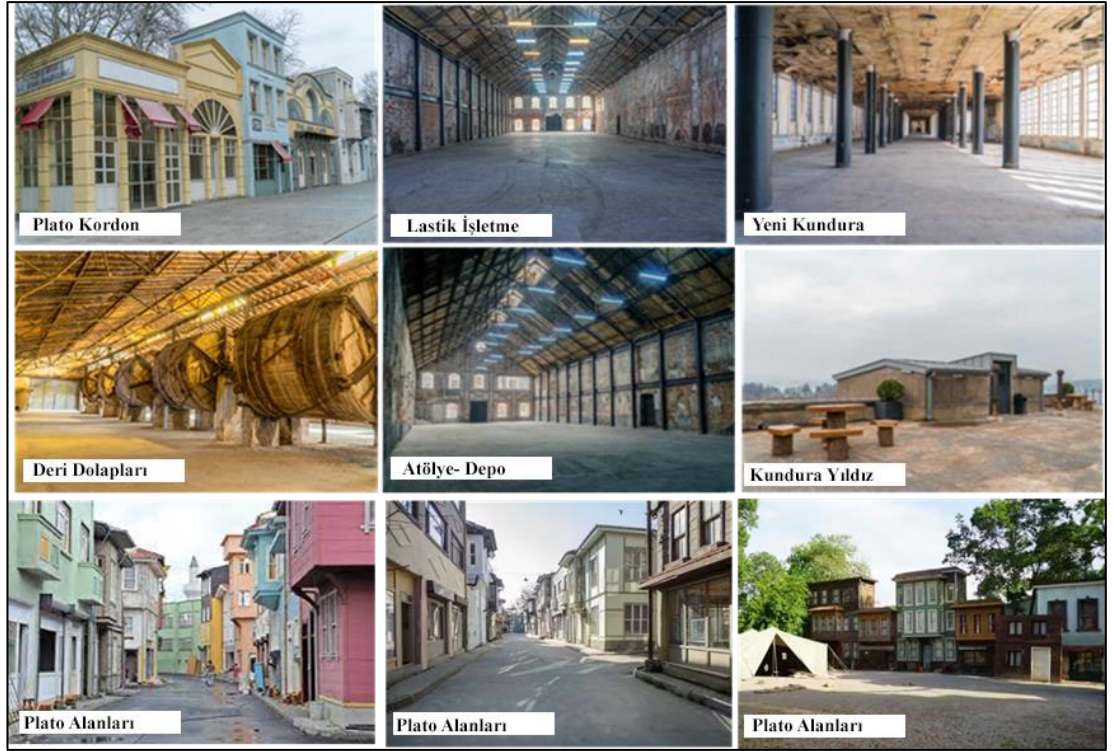 Plato Kordon
Lastik İşletme
Yeni Kundura
Deri Dolapları
Atölye- Depo
Kundura Yıldız
Plato Alanları
Plato Alanları
Plato Alanları